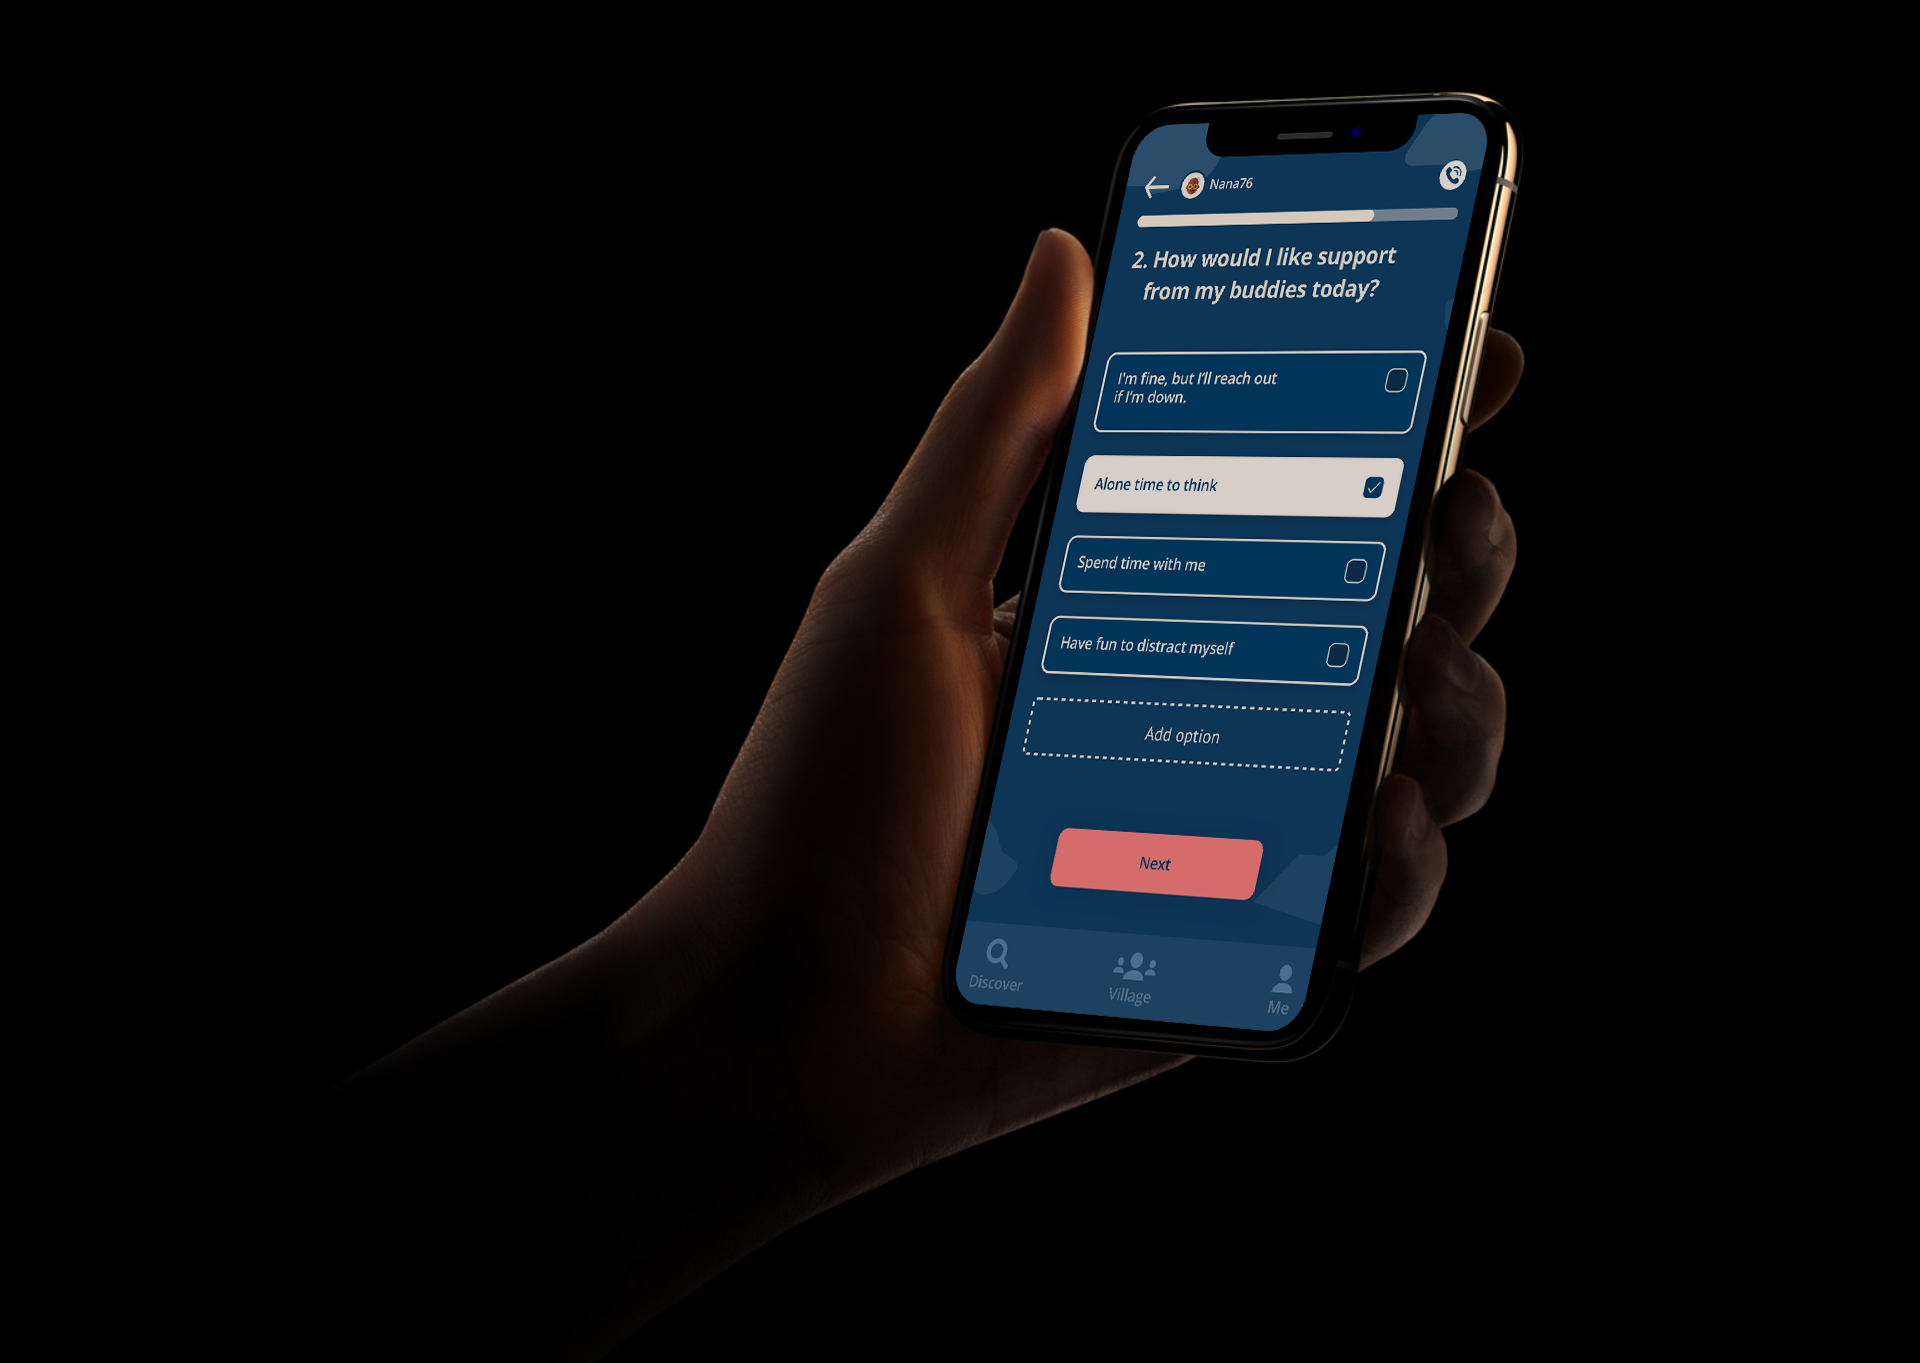 Nana76
2. How would I like support
from my buddies today?
I'm fine, but I'll reach out
if I'm down.
Alone time to think
Spend time with me
Have fun to distract myself
Add option
Next
Discover
Village
Me